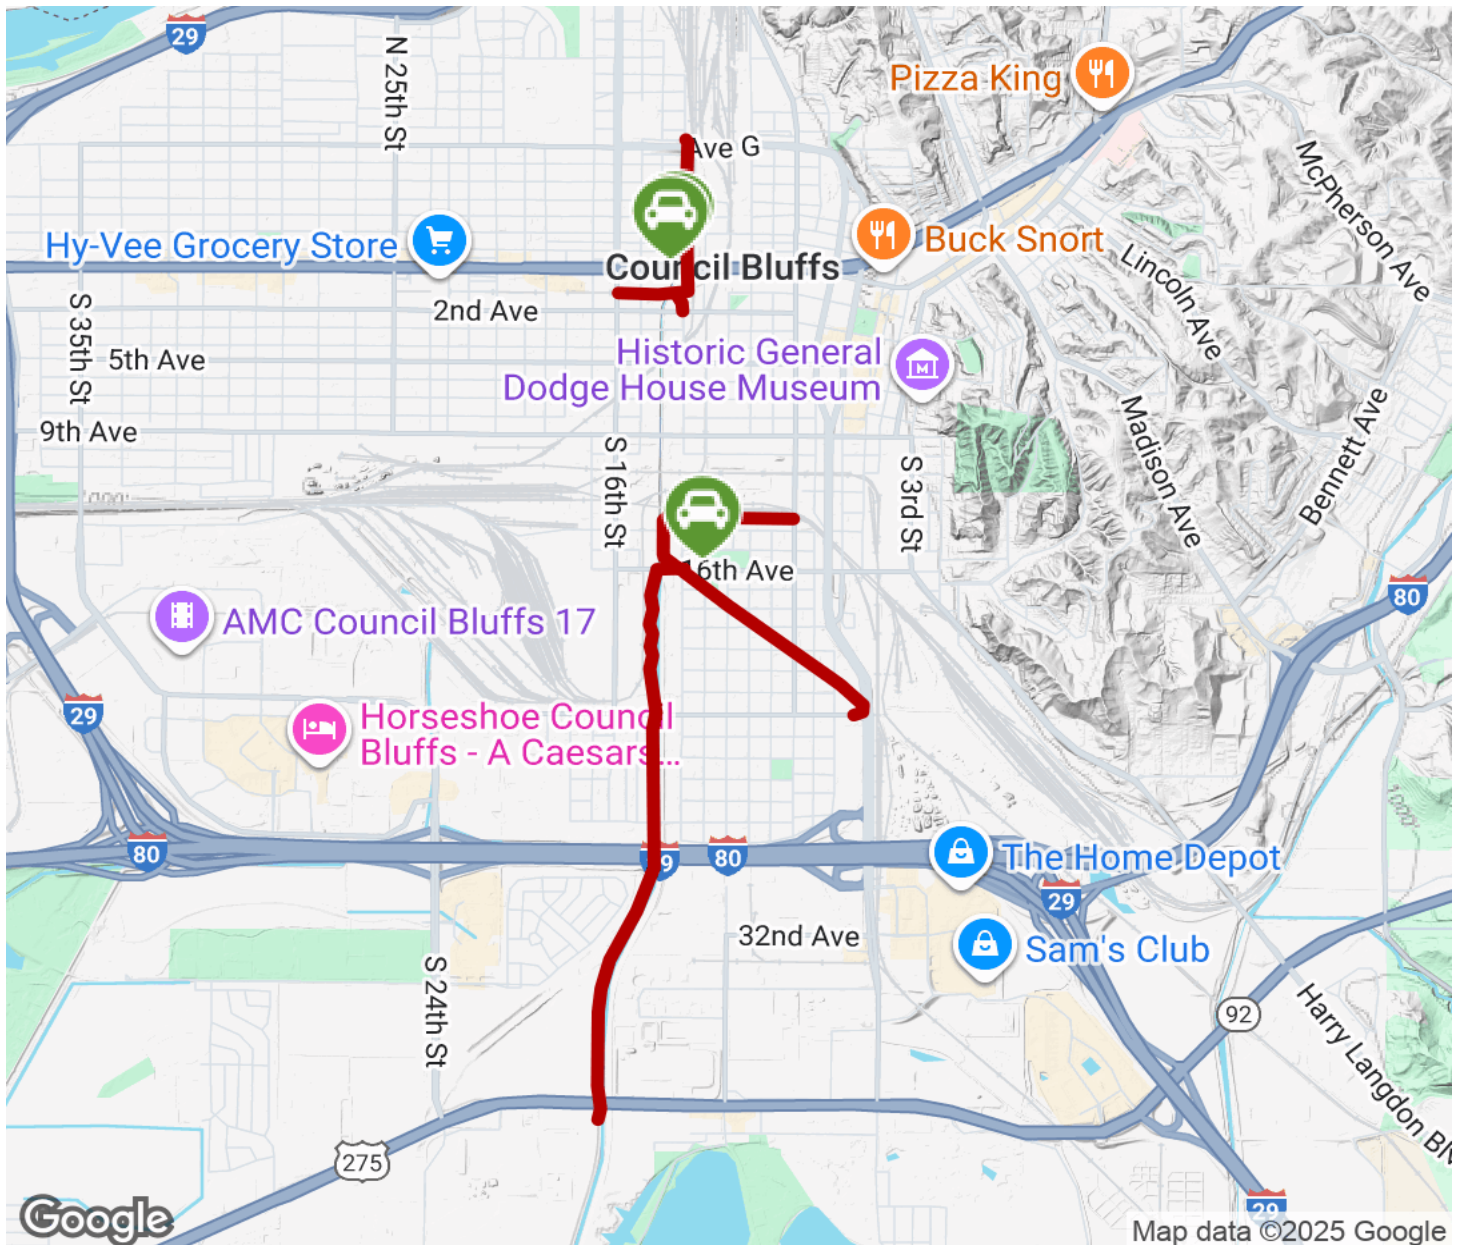 29
N 25th St
Pizza King
Ave G
McPherson Ave
Hy-Vee Grocery Store
Buck Snort
Council Bluffs
Lincoln Ave
S 35th St
2nd Ave
5th Ave
Historic General
Dodge House Museum
Madison Ave
Bennett Ave
9th Ave
S 16th St
S 3rd St
16th Ave
80
AMC Council Bluffs 17
29
Horseshoe Council
Bluffs - A Caesars...
80
80
The Home Depot
29
32nd Ave
Sam's Club
S 24th St
92
Harry Langdon
275
29
Google
Map data ©2025 Google